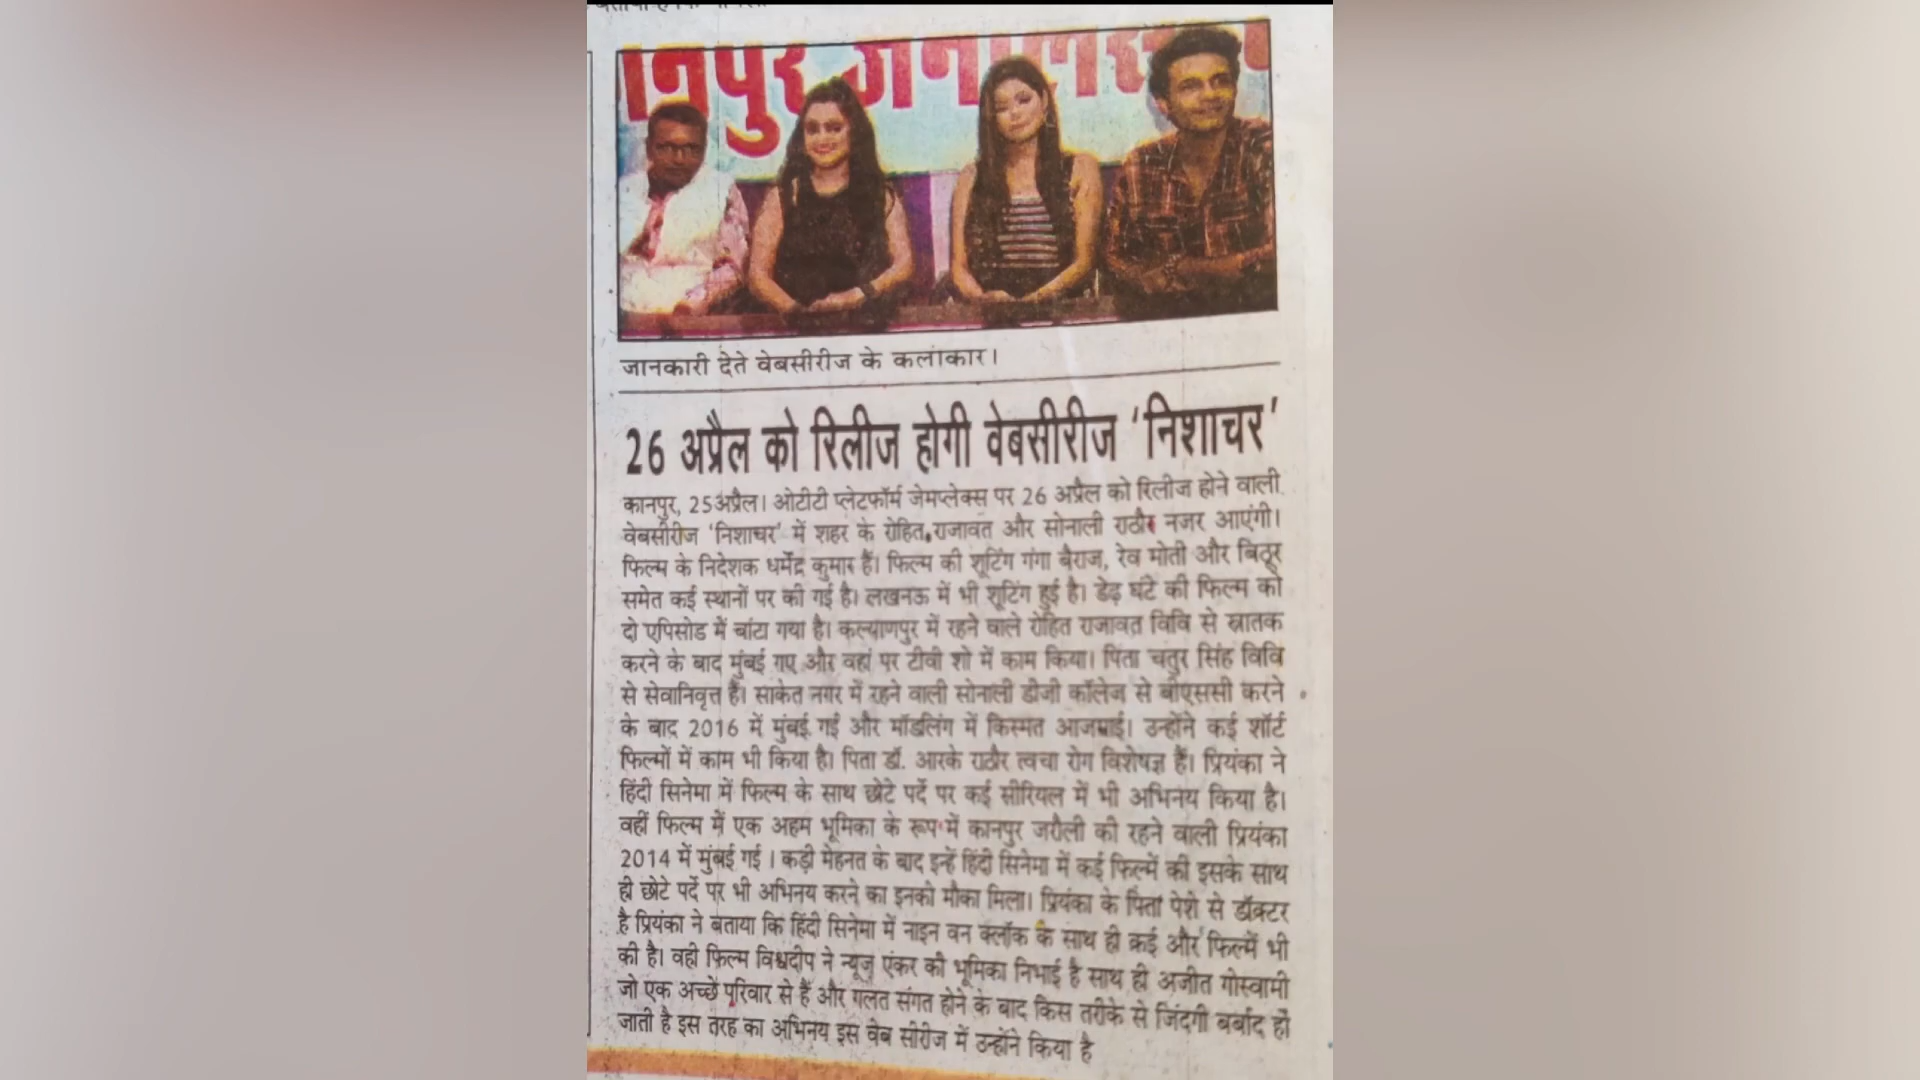 जानकारी देते वेबसीरीज के कलाकार।
26 अप्रैल को रिलीज होगी वेबसीरीज 'निशाचर'
कानपुर, 25अप्रैल। ओटीटी प्लेटफॉर्म जेमप्लेक्स पर 26 अप्रैल को रिलीज होने वाली
वेबसीरीज 'निशाचर' में शहर के रोहित राजावत और सोनाली राठौर नजर आएंगी।
फिल्म के निदेशक धर्मेंद्र कुमार हैं। फिल्म की शूटिंग गंगा बैराज, रेव मोती और बिठूर
समेत कई स्थानों पर की गई है। लखनऊ में भी शूटिंग हुई है। डेढ़ घंटे की फिल्म को
दो एपिसोड में बांटा गया है। कल्याणपुर में रहने वाले रोहित राजावत विवि से स्नातक
करने के बाद मुंबई गए और वहां पर टीवी शो में काम किया। पिता चतुर सिंह विवि
से सेवानिवृत्त हैं। साकेत नगर में रहने वाली सोनाली डीजी कॉलेज से बीएससी करने
के बाद 2016 में मुंबई गई और मॉडलिंग में किस्मत आजमाई। उन्होंने कई शॉर्ट
फिल्मों में काम भी किया है। पिता डॉ. आरके राठौर त्वचा रोग विशेषज्ञ हैं। प्रियंका ने
हिंदी सिनेमा में फिल्म के साथ छोटे पर्दे पर कई सीरियल में भी अभिनय किया है।
वहीं फिल्म में एक अहम भूमिका के रूप में कानपुर जरौली की रहने वाली प्रियंका
2014 में मुंबई गई । कड़ी मेहनत के बाद इन्हें हिंदी सिनेमा में कई फिल्में की इसके साथ
ही छोटे पर्दे पर भी अभिनय करने का इनको मौका मिला। प्रियंका के पिता पेशे से डॉक्टर
है प्रियंका ने बताया कि हिंदी सिनेमा में नाइन वन क्लॉक के साथ ही कई और फिल्में भी
की है। वही फिल्म विश्वदीप ने न्यूज एंकर की भूमिका निभाई है साथ ही अजीत गोस्वामी
जो एक अच्छे परिवार से हैं और गलत संगत होने के बाद किस तरीके से जिंदगी बर्बाद हो
जाती है इस तरह का अभिनय इस वेब सीरीज में उन्होंने किया है